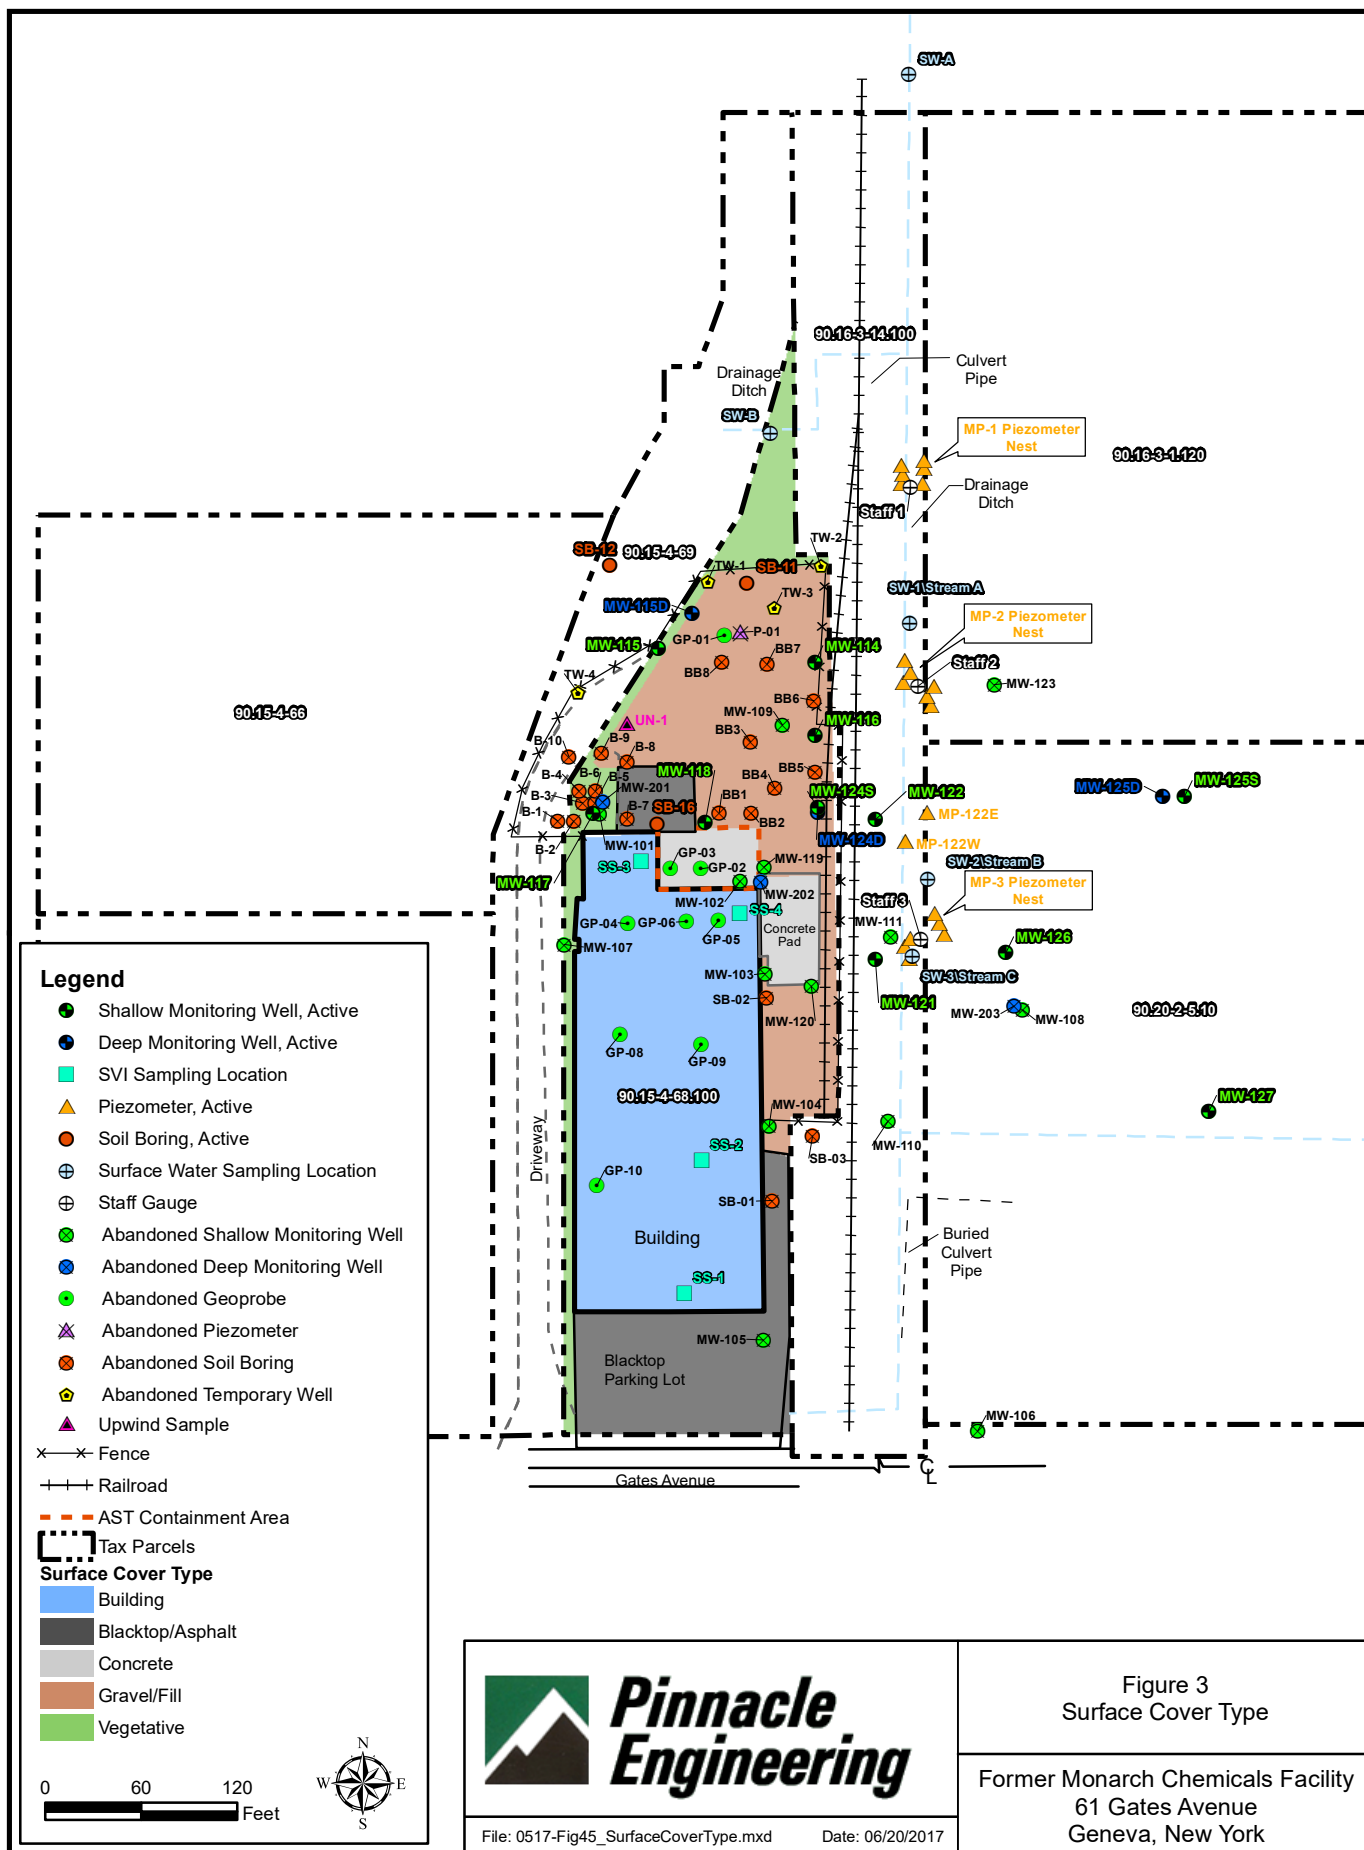 SW-A
90.16-3-14.100
Culvert
Pipe
Drainage
Ditch
SW-B
MP-1 Piezometer
Nest
90.16-3-1.120
Drainage
Ditch
Staff 1
TW-2
SB-12
90.15-4-69
TW-1
SB-11
SW-1\Stream A
MW-115D
TW-3
MP-2 Piezometer
Nest
GP-01
P-01
MW-115
MW-114
Staff 2
BB8
BB7
TW-4
MW-123
90.15-4-66
BB6
UN-1
MW-109
MW-116
BB3
B-10
B-9
B-8
B-4
B-6
B-5
MW-118
BB4
BB5
MW-125D
MW-125S
B-3
MW-201
MW-124S
MW-122
B-1
B-7
SB-16
BB1
BB2
MP-122E
B-2
MW-101
GP-03
MW-124D
MP-122W
SS-3
GP-02
MW-119
SW-2\Stream B
MW-117
MW-102
MW-202
Staff 3
MP-3 Piezometer
Nest
GP-04
GP-06
SS-4
GP-05
Concrete
Pad
MW-111
MW-107
MW-126
MW-103
SW-3\Stream C
SB-02
MW-121
MW-120
MW-203
MW-108
90.20-2-5.10
GP-08
GP-09
90.15-4-68.100
MW-104
MW-127
Driveway
SS-2
SB-03
MW-110
GP-10
SB-01
Building
Buried
Culvert
Pipe
SS-1
MW-105
Blacktop
Parking Lot
MW-106
Gates Avenue
CL
Legend
Shallow Monitoring Well, Active
Deep Monitoring Well, Active
SVI Sampling Location
Piezometer, Active
Soil Boring, Active
Surface Water Sampling Location
Staff Gauge
Abandoned Shallow Monitoring Well
Abandoned Deep Monitoring Well
Abandoned Geoprobe
Abandoned Piezometer
Abandoned Soil Boring
Abandoned Temporary Well
Upwind Sample
Fence
Railroad
AST Containment Area
Tax Parcels
Surface Cover Type
Building
Blacktop/Asphalt
Concrete
Gravel/Fill
Vegetative
N
W E
S
0 60 120
Feet
Pinnacle
Engineering
File: 0517-Fig45_SurfaceCoverType.mxd Date: 06/20/2017
Figure 3
Surface Cover Type
Former Monarch Chemicals Facility
61 Gates Avenue
Geneva, New York